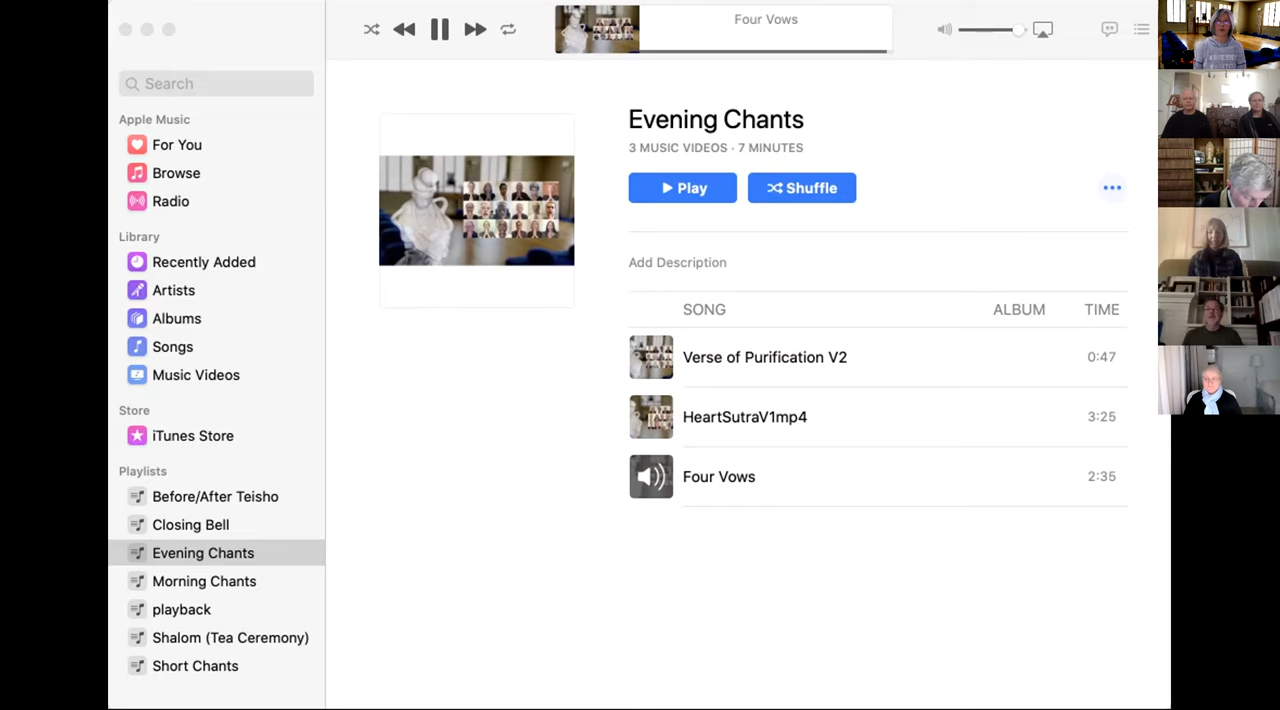 Four Vows
Search
Apple Music
For You
Browse
Radio
Library
Recently Added
Artists
Albums
Songs
Music Videos
Store
iTunes Store
Playlists
Before/After Teisho
Closing Bell
Evening Chants
Morning Chants
playback
Shalom (Tea Ceremony)
Short Chants
Evening Chants
3 MUSIC VIDEOS · 7 MINUTES
Play
Shuffle
Add Description
SONG ALBUM TIME
Verse of Purification V2 0:47
HeartSutraV1mp4 3:25
Four Vows 2:35